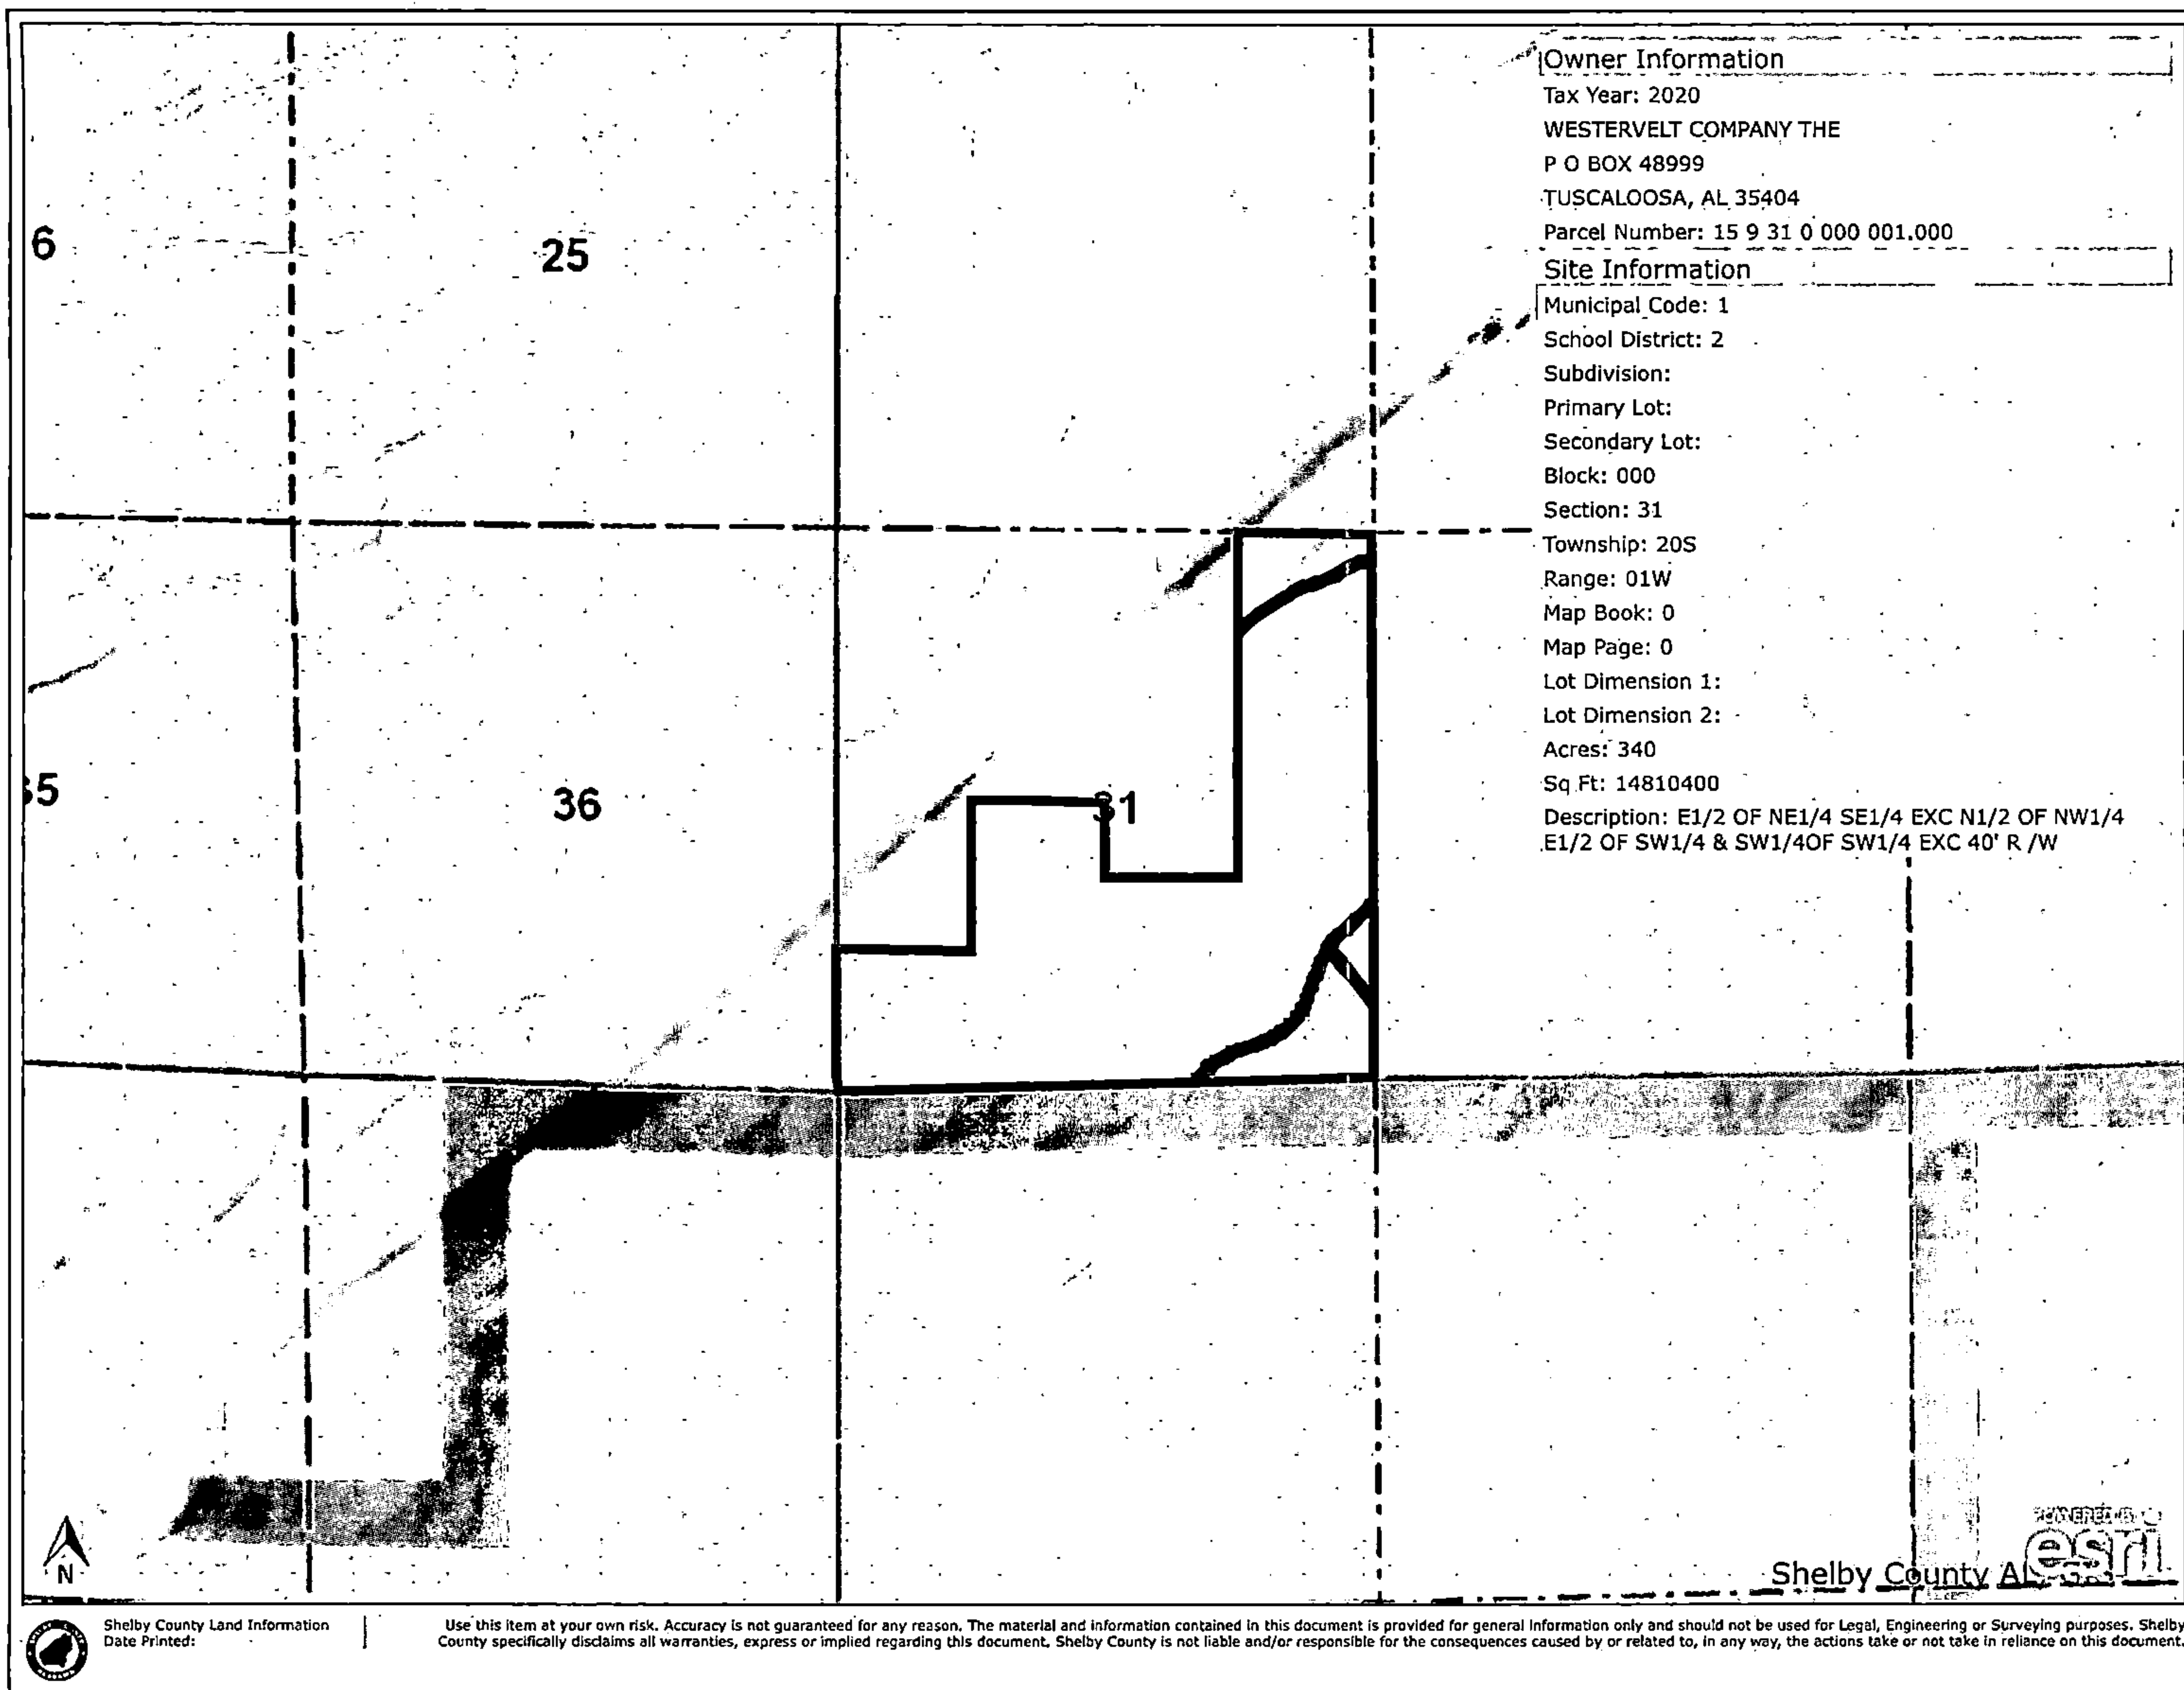 Owner Information
Tax Year: 2020
WESTERVELT COMPANY THE
P O BOX 48999
TUSCALOOSA, AL 35404
Parcel Number: 15 9 31 0 000 001.000
Site Information
Municipal Code: 1
School District: 2
Subdivision:
Primary Lot:
Secondary Lot:
Block: 000
Section: 31
Township: 20S
Range: 01W
Map Book: 0
Map Page: 0
Lot Dimension 1:
Lot Dimension 2:
Acres: 340
Sq Ft: 14810400
Description: E1/2 OF NE1/4 SE1/4 EXC N1/2 OF NW1/4
E1/2 OF SW1/4 & SW1/4OF SW1/4 EXC 40' R /W
6
25
36
31
N
POWERED BY
esri
Shelby County AL
Shelby County Land Information
Date Printed:
Use this item at your own risk. Accuracy is not guaranteed for any reason. The material and information contained in this document is provided for general information only and should not be used for Legal, Engineering or Surveying purposes. Shelby
County specifically disclaims all warranties, express or implied regarding this document. Shelby County is not liable and/or responsible for the consequences caused by or related to, in any way, the actions take or not take in reliance on this document.